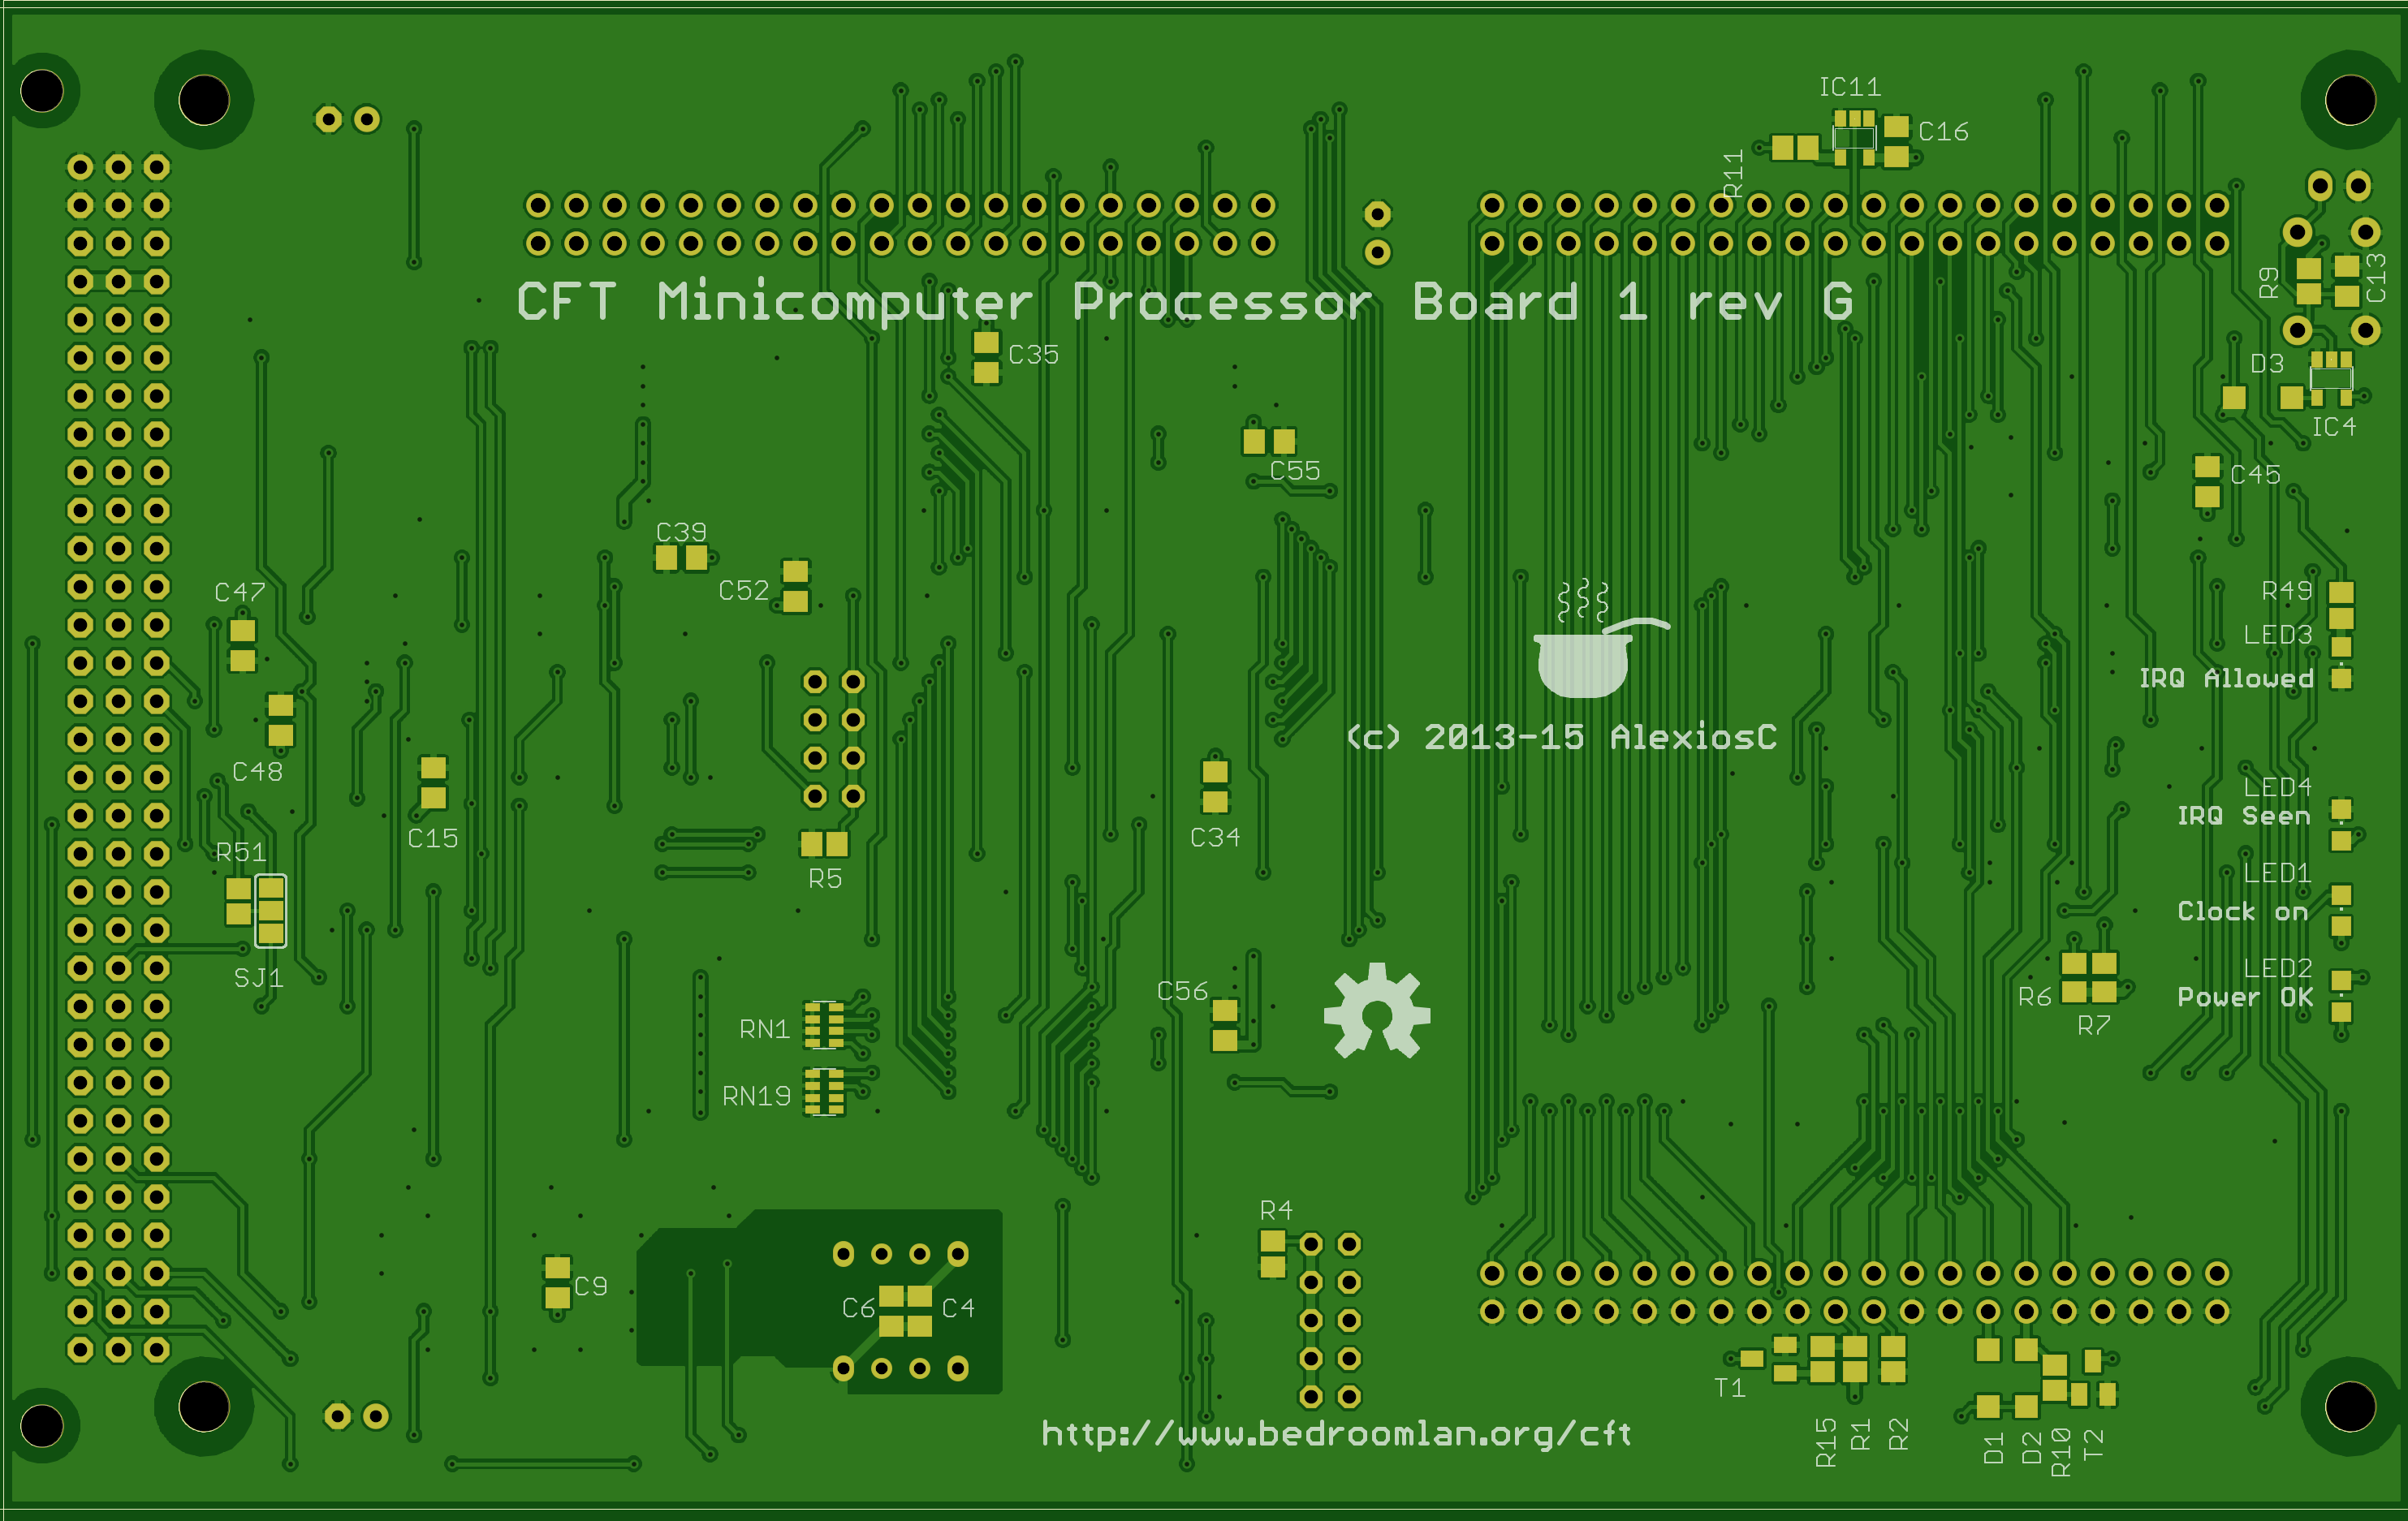 IC11
C16
R11
CFT Minicomputer Processor Board 1 rev G
R9
C13
C35
D3
IC4
C55
C45
C39
C52
C47
R49
LED3
IRQ Allowed
(c) 2013-15 AlexiosC
C48
LED4
IRQ Seen
C15
C34
R51
R5
LED1
Clock on
SJ1
LED2
C56
R6
Power OK
R7
RN1
RN19
R4
C9
C6
C4
T1
http://www.bedroomlan.org/cft
R15
R1
R2
D1
D2
R10
T2